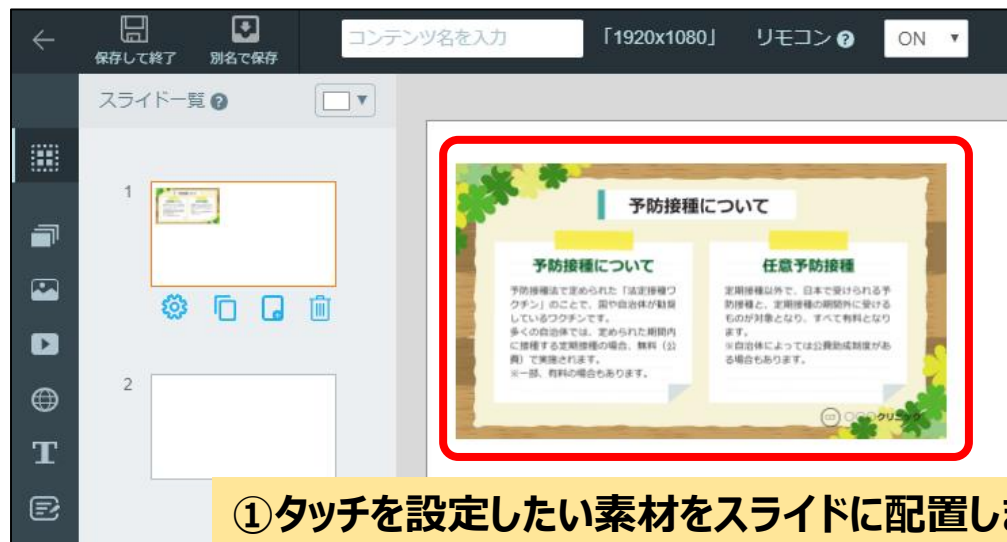 保存して終了
別名で保存
コンテンツ名を入力
「1920x1080」
リモコン
ON
スライド一覧
1
2
予防接種について
予防接種について
予防接種法で定められた「法定接種ワ
クチン」のことで、国や自治体が勧奨
しているワクチンです。
多くの自治体では、定められた期間内
に接種する定期接種の場合、無料（公
費）で実施されます。
※一部、有料の場合もあります。
任意予防接種
定期接種以外で、日本で受けられる予
防接種と、定期接種の期間外に受ける
ものが対象となり、すべて有料となり
ます。
※自治体によっては公費助成制度があ
る場合もあります。
〇〇〇クリニック
①タッチを設定したい素材をスライドに配置し